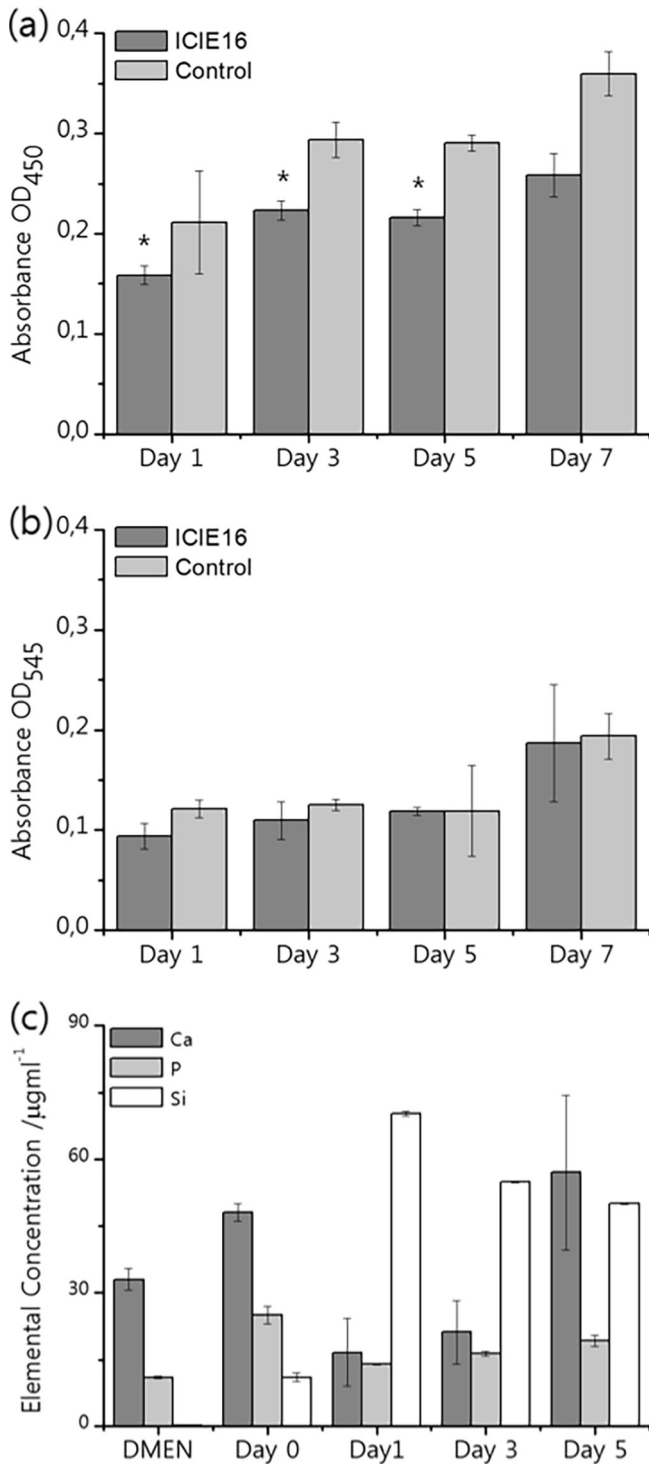 (a)
0,4
0,3
0,2
0,1
0,0
Absorbance OD450
ICIE16
Control
*
*
*
Day 1 Day 3 Day 5 Day 7
(b)
0,4
0,3
0,2
0,1
0,0
Absorbance OD545
ICIE16
Control
Day 1 Day 3 Day 5 Day 7
(c)
90
60
30
0
Elemental Concentration /µgml-1
Ca
P
Si
DMEN Day 0 Day1 Day 3 Day 5